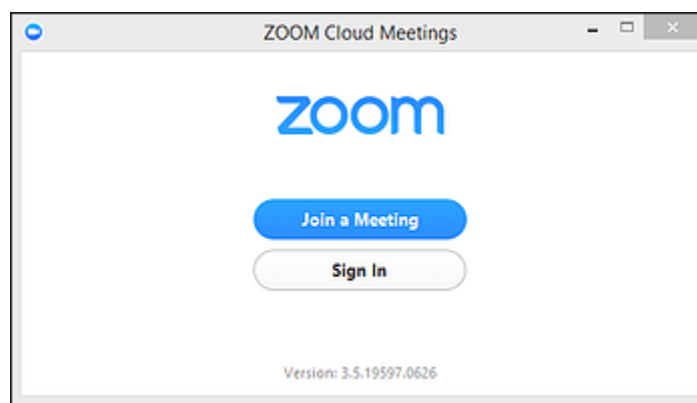 ZOOM Cloud Meetings
zoom
Join a Meeting
Sign In
Version: 3.5.19597.0626